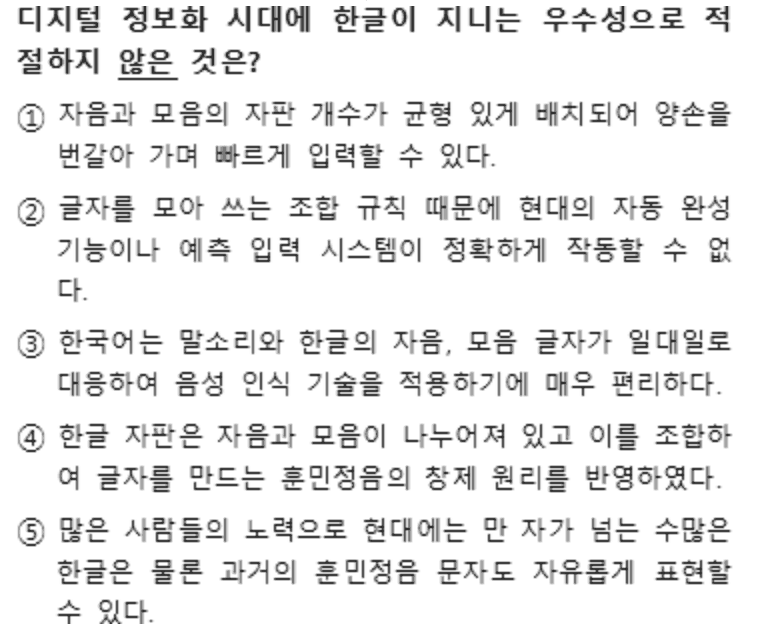 디지털 정보화 시대에 한글이 지니는 우수성으로 적
절하지 않은 것은?
① 자음과 모음의 자판 개수가 균형 있게 배치되어 양손을
번갈아 가며 빠르게 입력할 수 있다.
② 글자를 모아 쓰는 조합 규칙 때문에 현대의 자동 완성
기능이나 예측 입력 시스템이 정확하게 작동할 수 없
다.
③ 한국어는 말소리와 한글의 자음, 모음 글자가 일대일로
대응하여 음성 인식 기술을 적용하기에 매우 편리하다.
④ 한글 자판은 자음과 모음이 나누어져 있고 이를 조합하
여 글자를 만드는 훈민정음의 창제 원리를 반영하였다.
⑤ 많은 사람들의 노력으로 현대에는 만 자가 넘는 수많은
한글은 물론 과거의 훈민정음 문자도 자유롭게 표현할
수 있다.